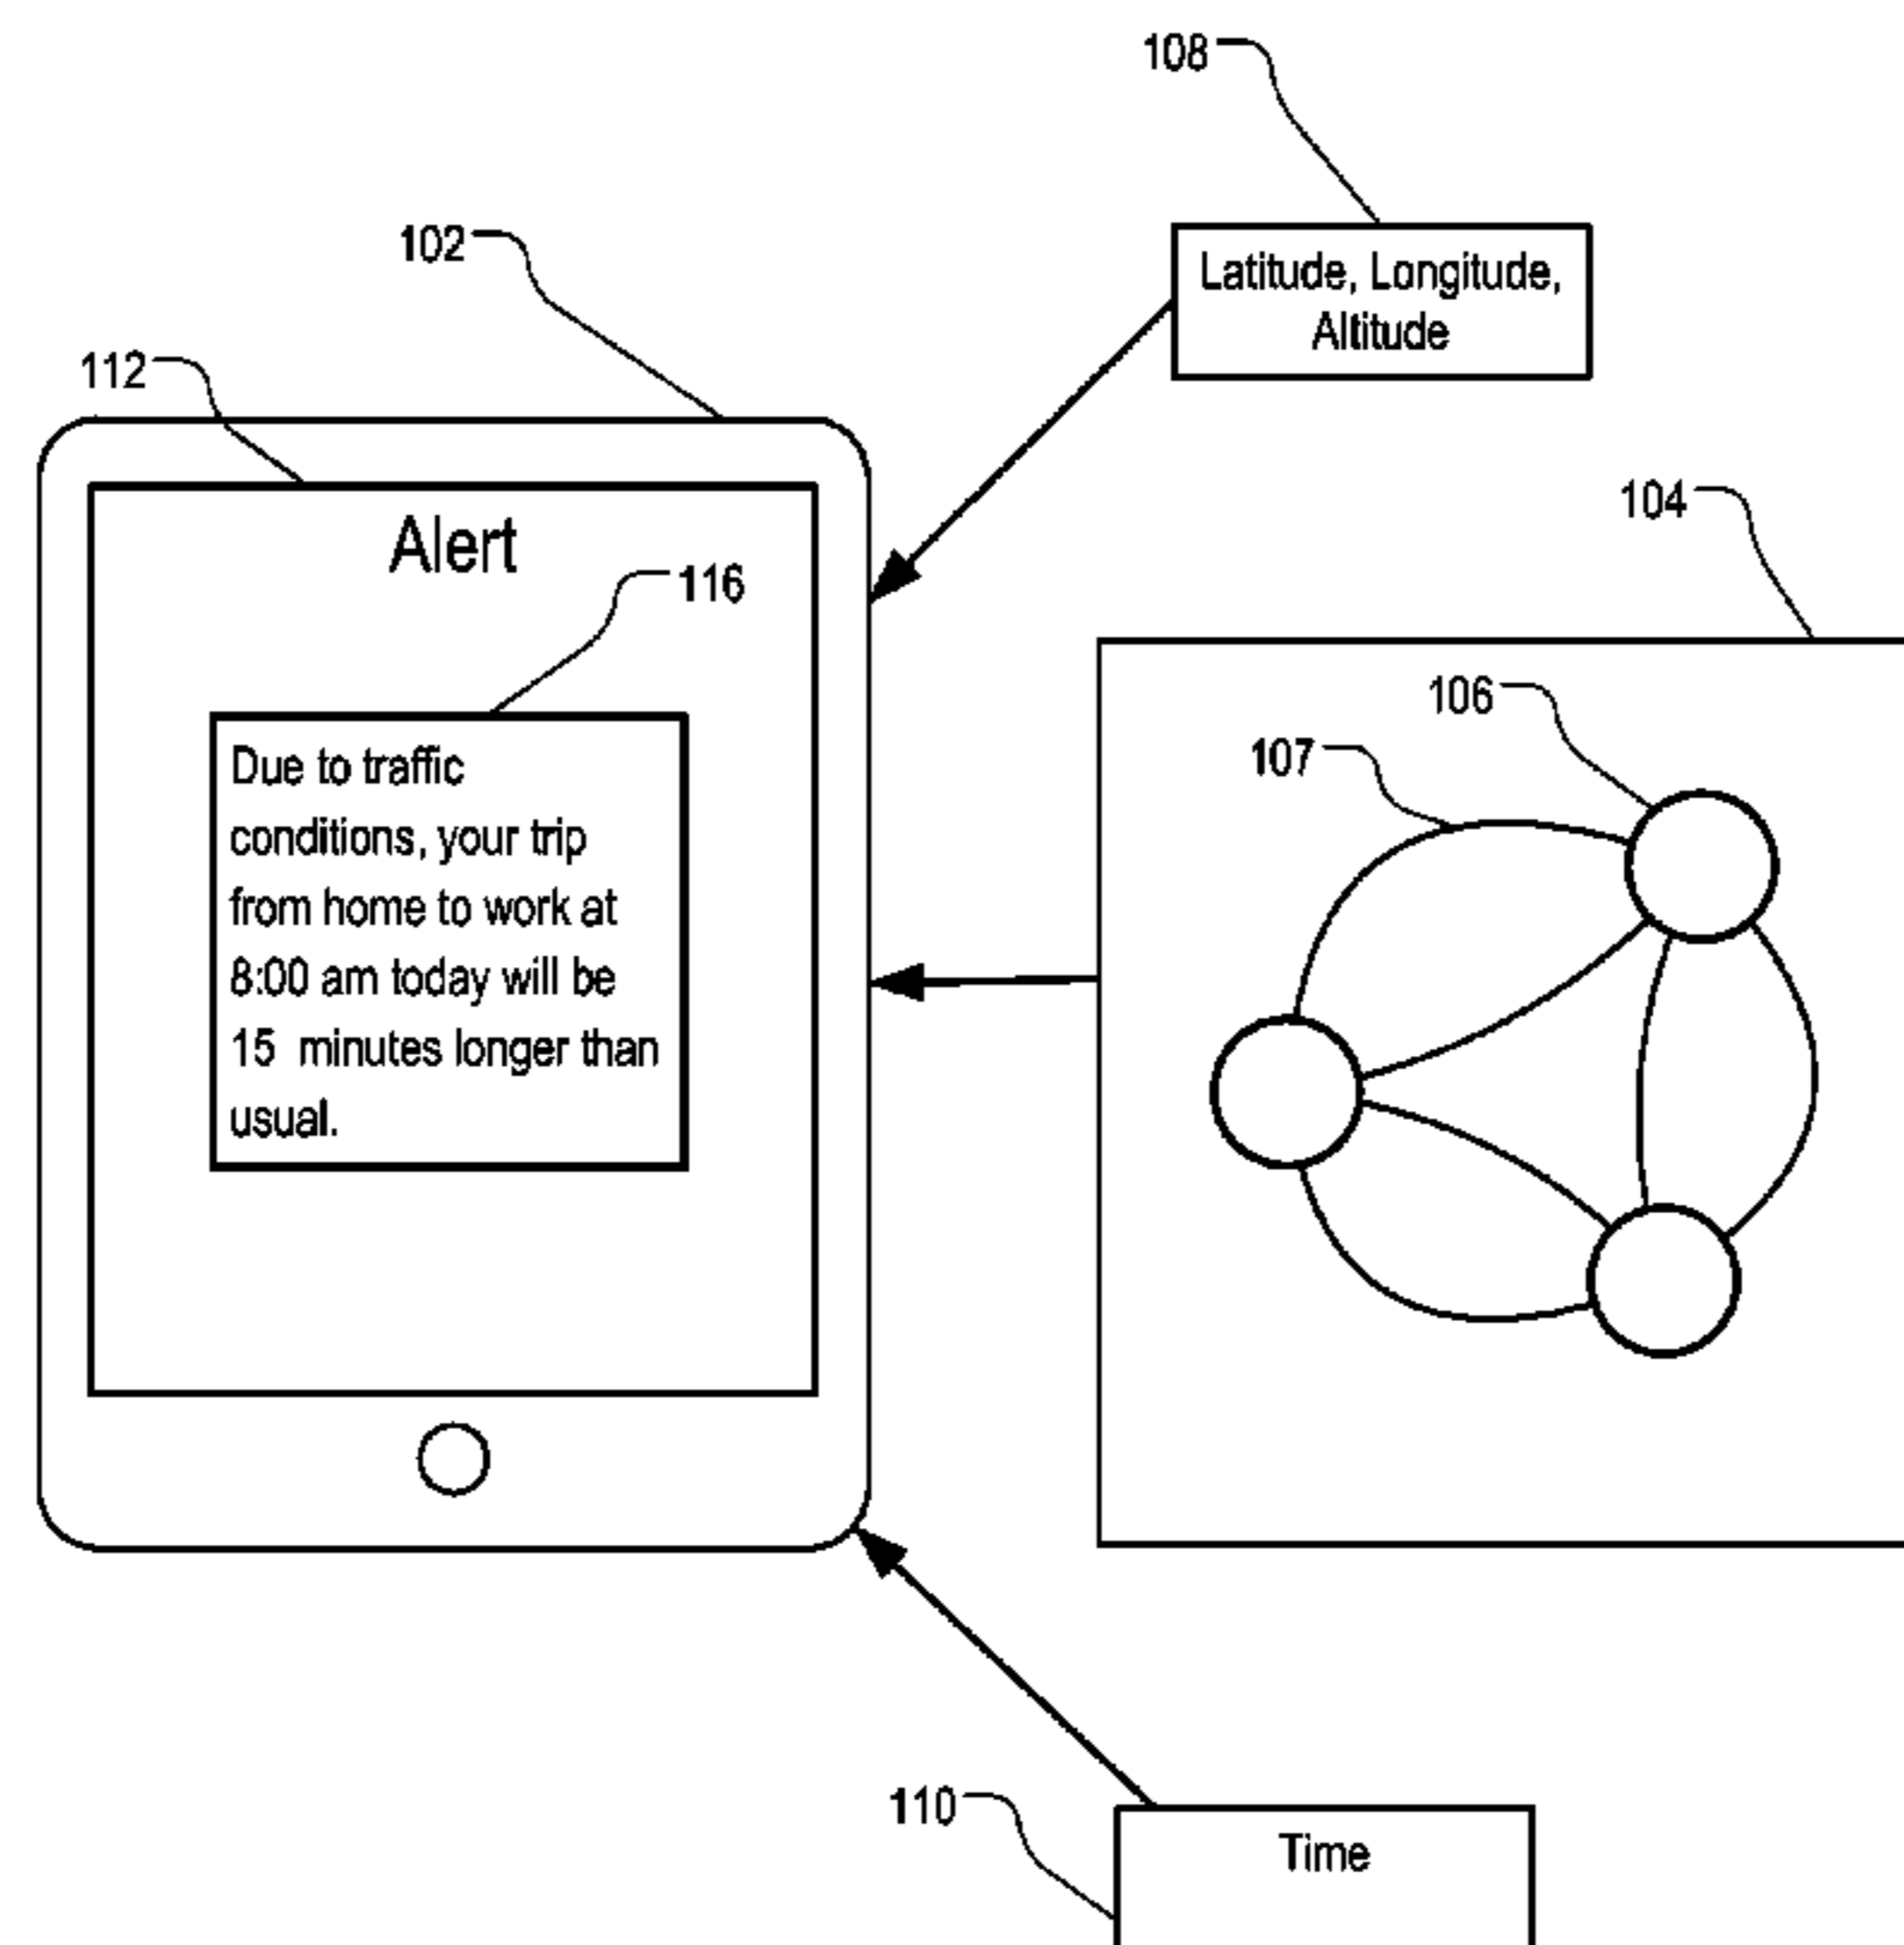 108
102
Latitude, Longitude,
Altitude
112
104
Alert
116
106
107
Due to traffic
conditions, your trip
from home to work at
8:00 am today will be
15 minutes longer than
usual.
110
Time